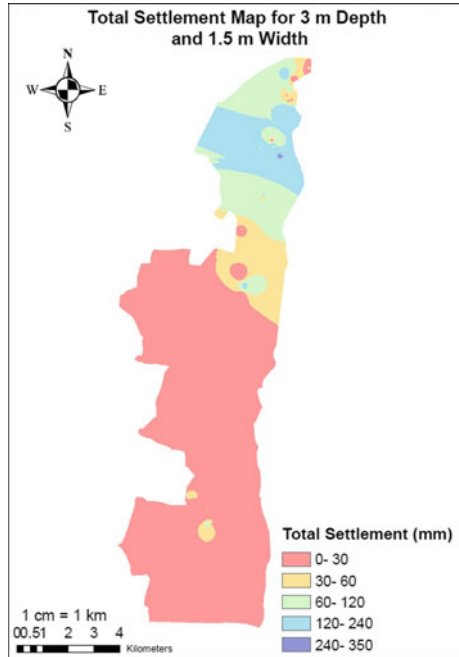 Total Settlement Map for 3 m Depth
and 1.5 m Width
N
W E
S
Total Settlement (mm)
0- 30
30- 60
60- 120
120- 240
240- 350
1 cm = 1 km
00.51 2 3 4
Kilometers